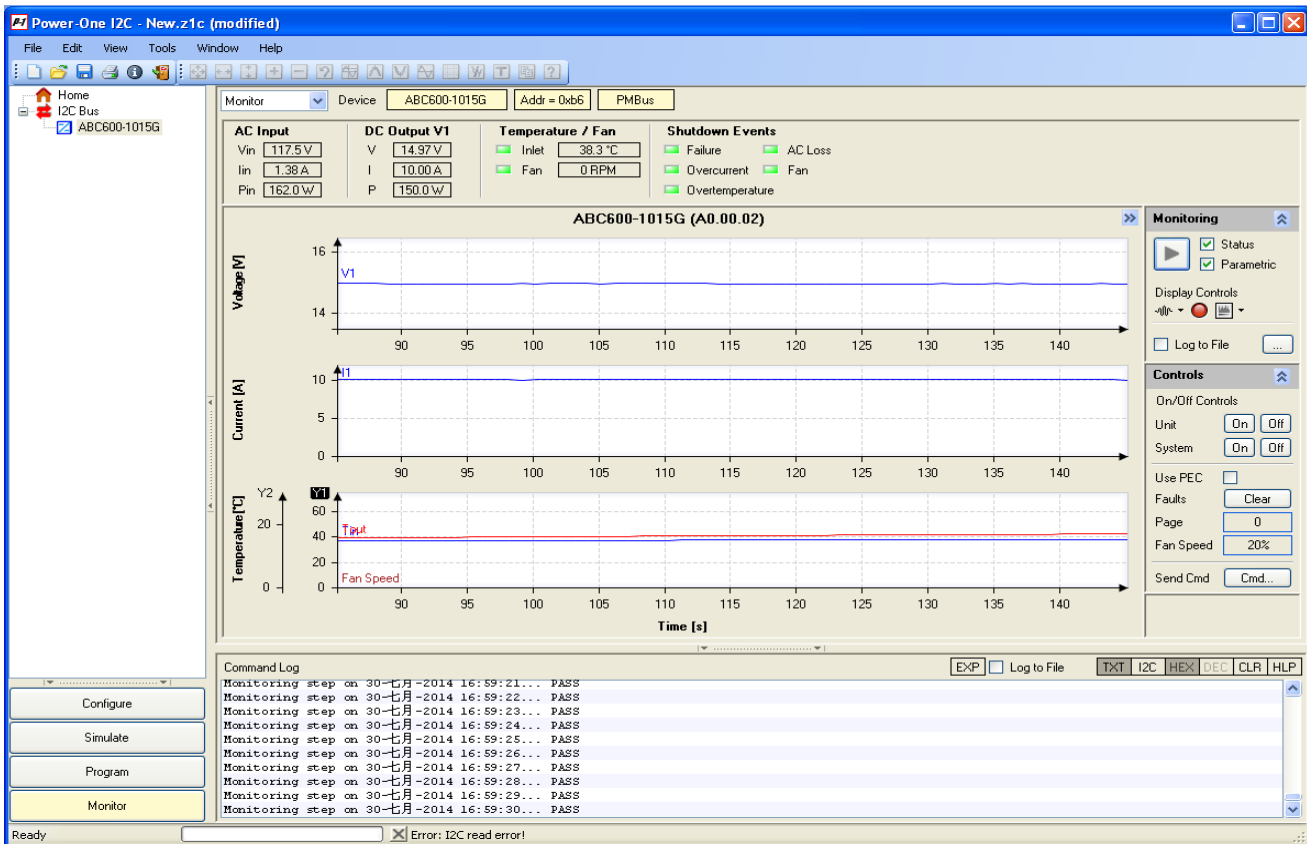 Power-One I2C - New.z1c (modified)
File Edit View Tools Window Help
Home
I2C Bus
ABC600-1015G
Configure
Simulate
Program
Monitor
Monitor Device ABC600-1015G Addr = 0xb6 PMBus
AC Input
Vin 117.5 V
Iin 1.38 A
Pin 162.0 W
DC Output V1
V 14.97 V
I 10.00 A
P 150.0 W
Temperature / Fan
Inlet 38.3 °C
Fan 0 RPM
Shutdown Events
Failure AC Loss
Overcurrent Fan
Overtemperature
ABC600-1015G (A0.00.02)
Voltage [V]
16
14
V1
90 95 100 105 110 115 120 125 130 135 140
Current [A]
10
5
0
I1
90 95 100 105 110 115 120 125 130 135 140
Temperature[°C]
Y2
20
0
Y1
60
40
20
0
Fan Speed
90 95 100 105 110 115 120 125 130 135 140
Time [s]
Monitoring
Status
Parametric
Display Controls
Log to File ...
Controls
On/Off Controls
Unit On Off
System On Off
Use PEC
Faults Clear
Page 0
Fan Speed 20%
Send Cmd Cmd...
Command Log EXP Log to File TXT I2C HEX DEC CLR HLP
Monitoring step on 30-七月-2014 16:59:21... PASS
Monitoring step on 30-七月-2014 16:59:22... PASS
Monitoring step on 30-七月-2014 16:59:23... PASS
Monitoring step on 30-七月-2014 16:59:24... PASS
Monitoring step on 30-七月-2014 16:59:25... PASS
Monitoring step on 30-七月-2014 16:59:26... PASS
Monitoring step on 30-七月-2014 16:59:27... PASS
Monitoring step on 30-七月-2014 16:59:28... PASS
Monitoring step on 30-七月-2014 16:59:29... PASS
Monitoring step on 30-七月-2014 16:59:30... PASS
Ready Error: I2C read error!